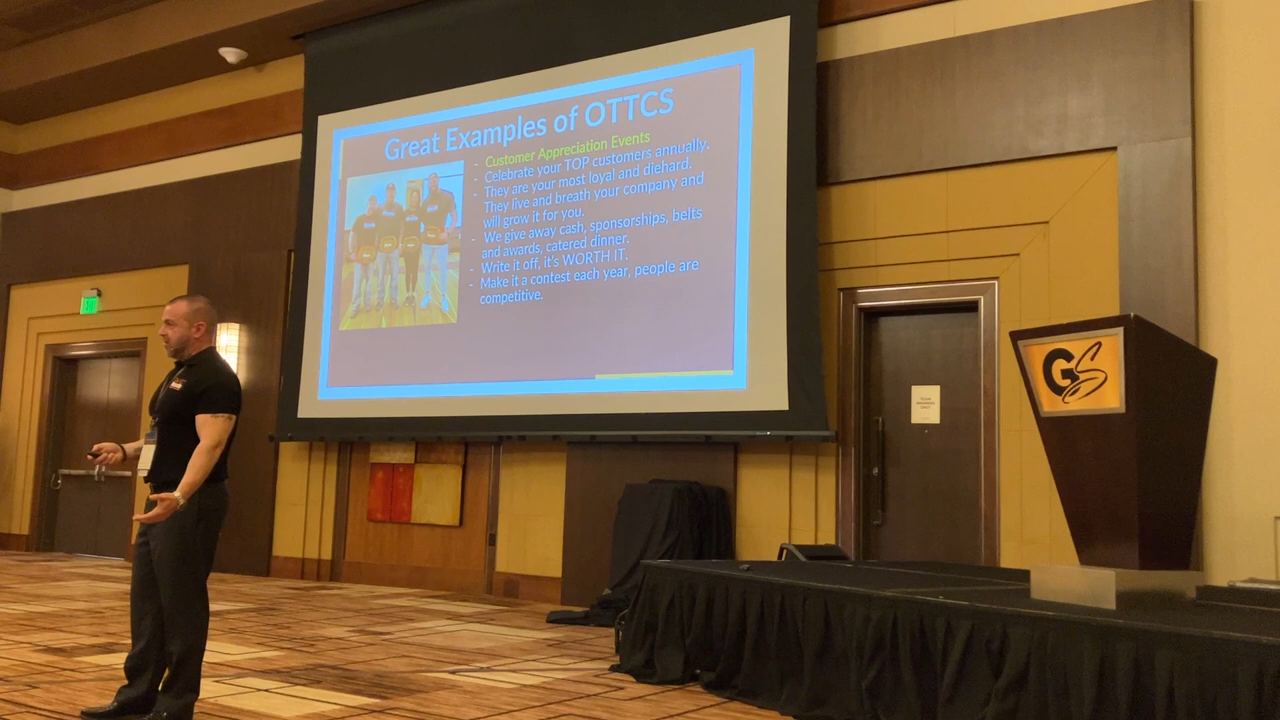 Great Examples of OTTCS
- Customer Appreciation Events
- Celebrate your TOP customers annually.
- They are your most loyal and diehard.
They live and breath your company and
will grow it for you.
- We give away cash, sponsorships, belts
and awards, catered dinner.
- Write it off, it's WORTH IT.
- Make it a contest each year, people are
competitive.
GS